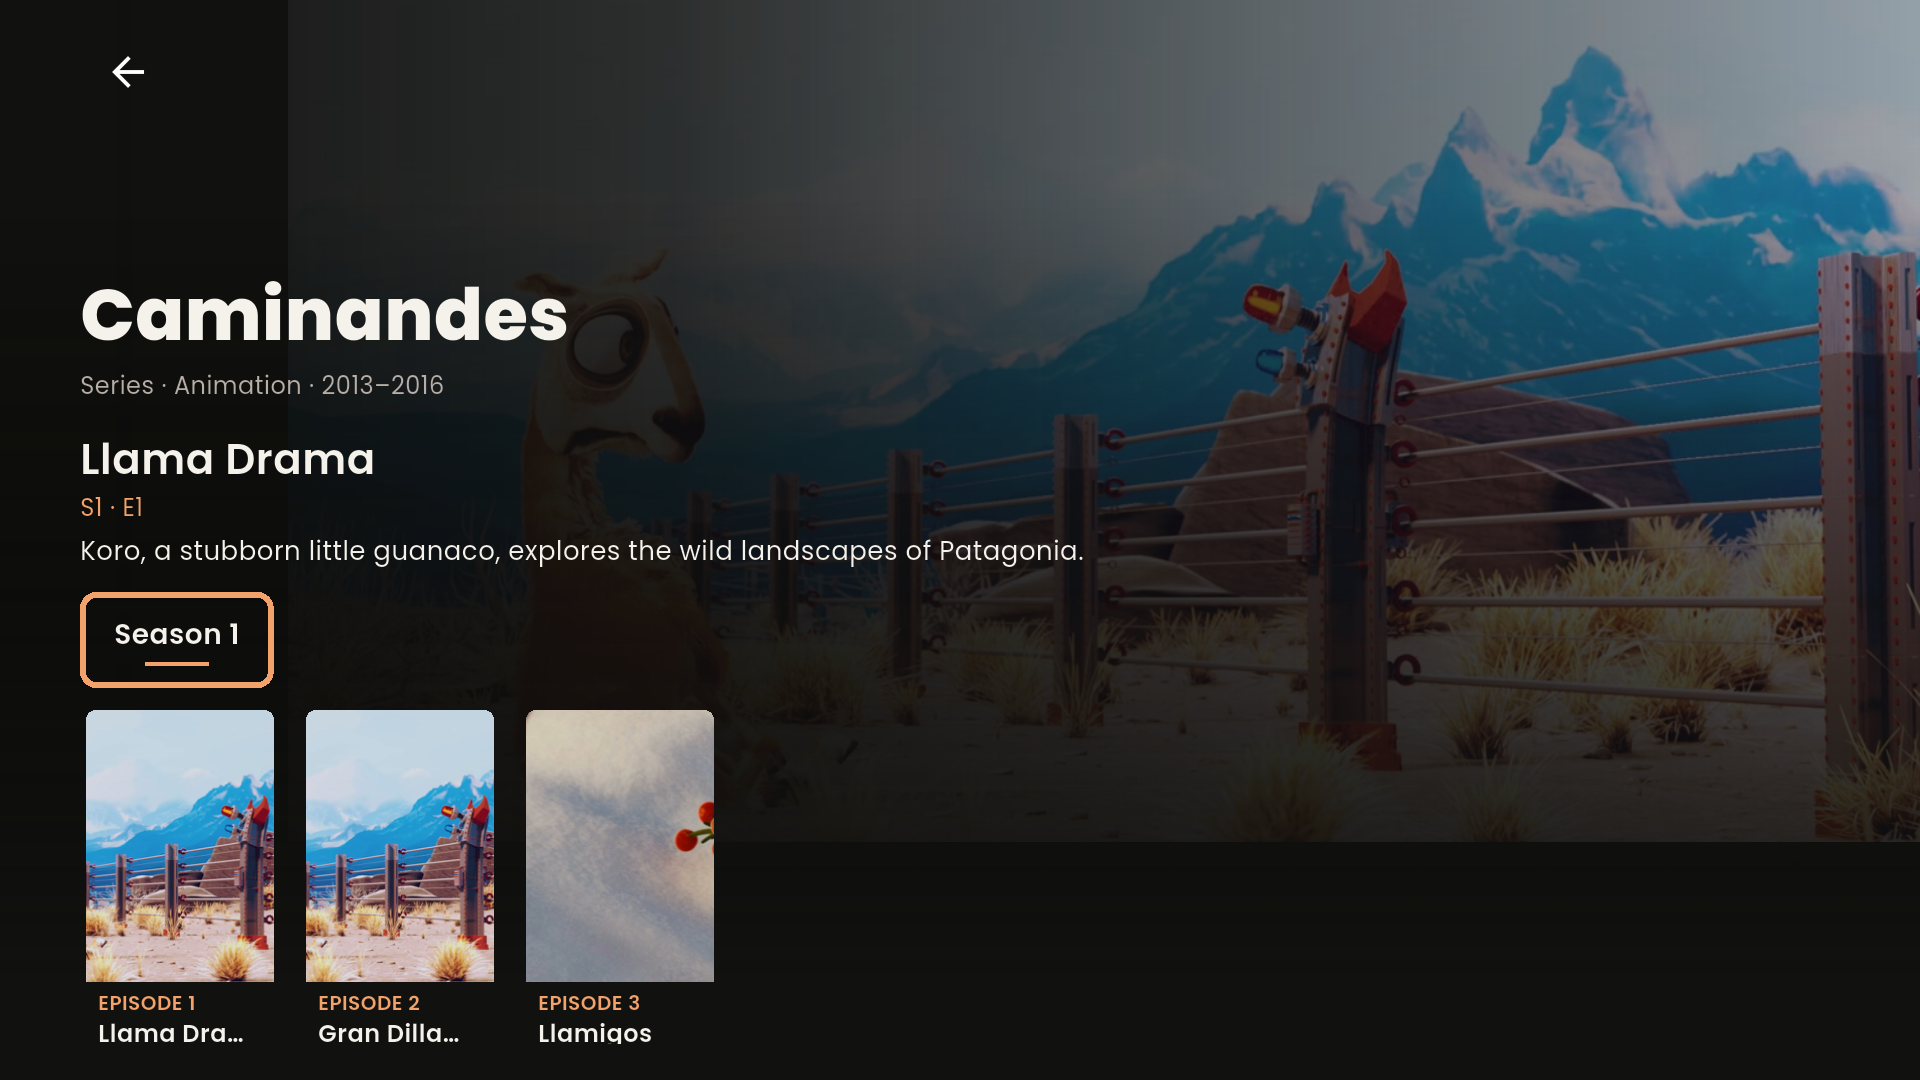 Caminandes
Series · Animation · 2013–2016
Llama Drama
S1 · E1
Koro, a stubborn little guanaco, explores the wild landscapes of Patagonia.
Season 1
EPISODE 1
Llama Dra...
EPISODE 2
Gran Dilla...
EPISODE 3
Llamigos